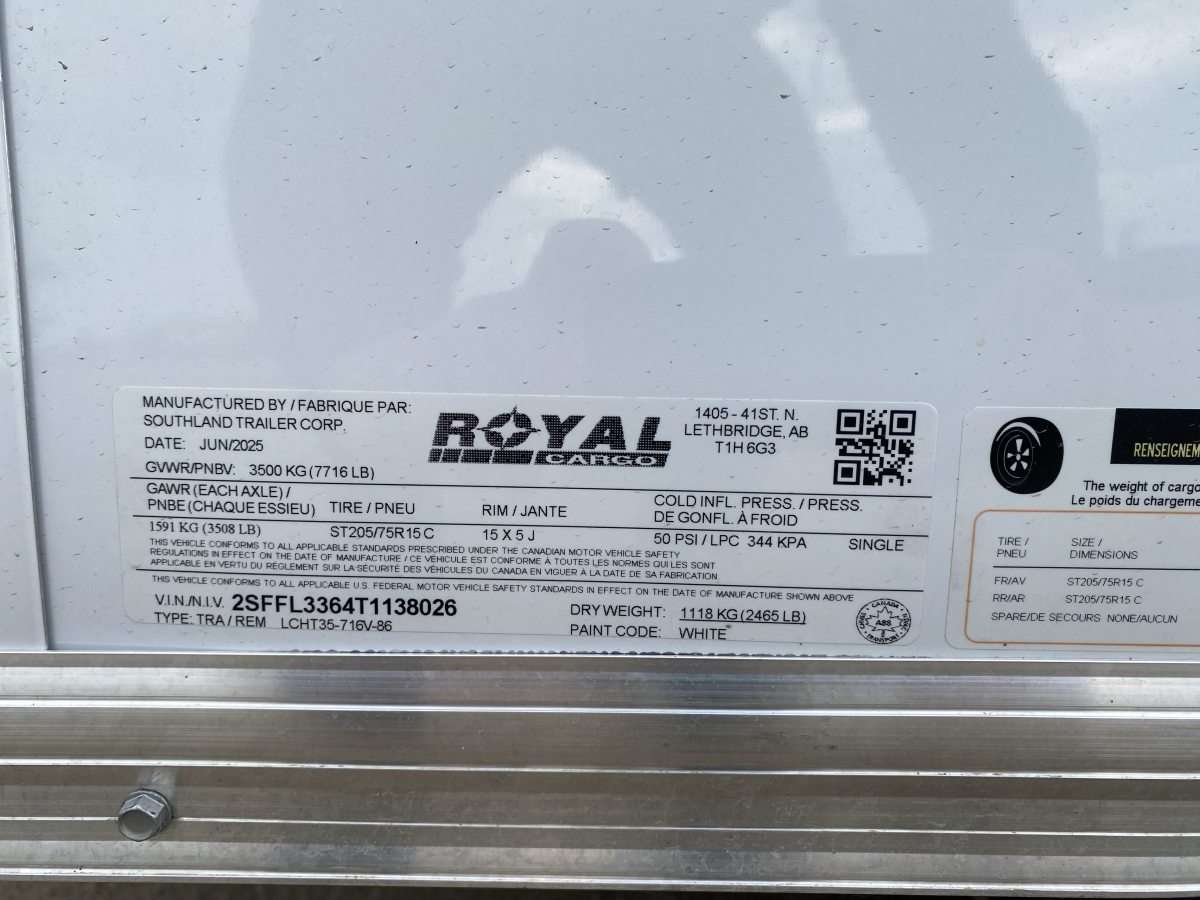 MANUFACTURED BY / FABRIQUE PAR:
SOUTHLAND TRAILER CORP.
DATE: JUN/2025
GVWR/PNBV: 3500 KG (7716 LB)
ROYAL
CARGO
1405 - 41ST. N.
LETHBRIDGE, AB
T1H 6G3
GAWR (EACH AXLE) /
PNBE (CHAQUE ESSIEU) TIRE / PNEU RIM / JANTE COLD INFL. PRESS. / PRESS.
DE GONFL. À FROID
1591 KG (3508 LB) ST205/75R15 C 15 X 5 J 50 PSI / LPC 344 KPA SINGLE
THIS VEHICLE CONFORMS TO ALL APPLICABLE STANDARDS PRESCRIBED UNDER THE CANADIAN MOTOR VEHICLE SAFETY
REGULATIONS IN EFFECT ON THE DATE OF MANUFACTURE / CE VÉHICULE EST CONFORME À TOUTES LES NORMES QUI LES SONT
APPLICABLE EN VERTU DU RÈGLEMENT SUR LA SÉCURITÉ DES VÉHICULES DU CANADA EN VIGUER À LA DATE DE SA FABRICATION
THIS VEHICLE CONFORMS TO ALL APPLICABLE U.S. FEDERAL MOTOR VEHICLE SAFETY STANDARDS IN EFFECT ON DATE OF MANUFACTURE SHOWN ABOVE
V.I.N./N.I.V. 2SFFL3364T1138026 DRY WEIGHT: 1118 KG (2465 LB)
TYPE: TRA / REM LCHT35-716V-86 PAINT CODE: WHITE
CANADA
ABS
TRANSPORT
RENSEIGNEM
The weight of cargo
Le poids du chargeme
TIRE / SIZE /
PNEU DIMENSIONS
FR/AV ST205/75R15 C
RR/AR ST205/75R15 C
SPARE/DE SECOURS NONE/AUCUN